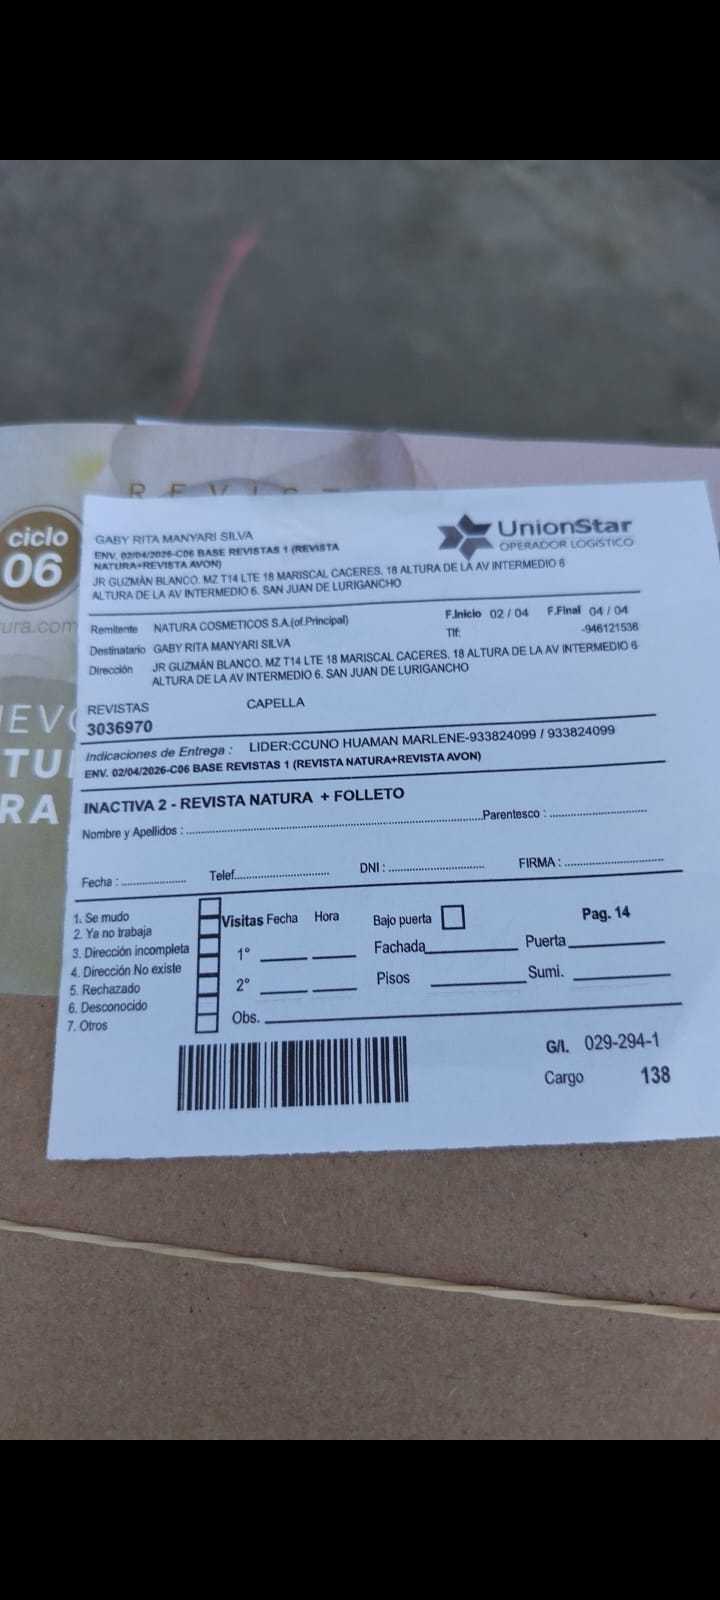 REVIST
ciclo
06
ura.com
TU
RA
GABY RITA MANYARI SILVA
ENV. 02/04/2026-C06 BASE REVISTAS 1 (REVISTA
NATURA+REVISTA AVON)
JR GUZMÁN BLANCO. MZ T14 LTE 18 MARISCAL CACERES. 18 ALTURA DE LA AV INTERMEDIO 6
ALTURA DE LA AV INTERMEDIO 6. SAN JUAN DE LURIGANCHO
UnionStar
OPERADOR LOGÍSTICO
Remitente NATURA COSMETICOS S.A.(of.Principal) F.Inicio 02 / 04 F.Final 04 / 04
Destinatario GABY RITA MANYARI SILVA Tlf: -946121536
Dirección JR GUZMÁN BLANCO. MZ T14 LTE 18 MARISCAL CACERES. 18 ALTURA DE LA AV INTERMEDIO 6
ALTURA DE LA AV INTERMEDIO 6. SAN JUAN DE LURIGANCHO
REVISTAS CAPELLA
3036970
Indicaciones de Entrega : LIDER:CCUNO HUAMAN MARLENE-933824099 / 933824099
ENV. 02/04/2026-C06 BASE REVISTAS 1 (REVISTA NATURA+REVISTA AVON)
INACTIVA 2 - REVISTA NATURA + FOLLETO
Nombre y Apellidos : Parentesco :
Fecha : Telef. DNI : FIRMA :
1. Se mudo
2. Ya no trabaja
3. Dirección incompleta
4. Dirección No existe
5. Rechazado
6. Desconocido
7. Otros
Visitas Fecha Hora Bajo puerta Pag. 14
1° Fachada Puerta
2° Pisos Sumi.
Obs.
G/I. 029-294-1
Cargo 138